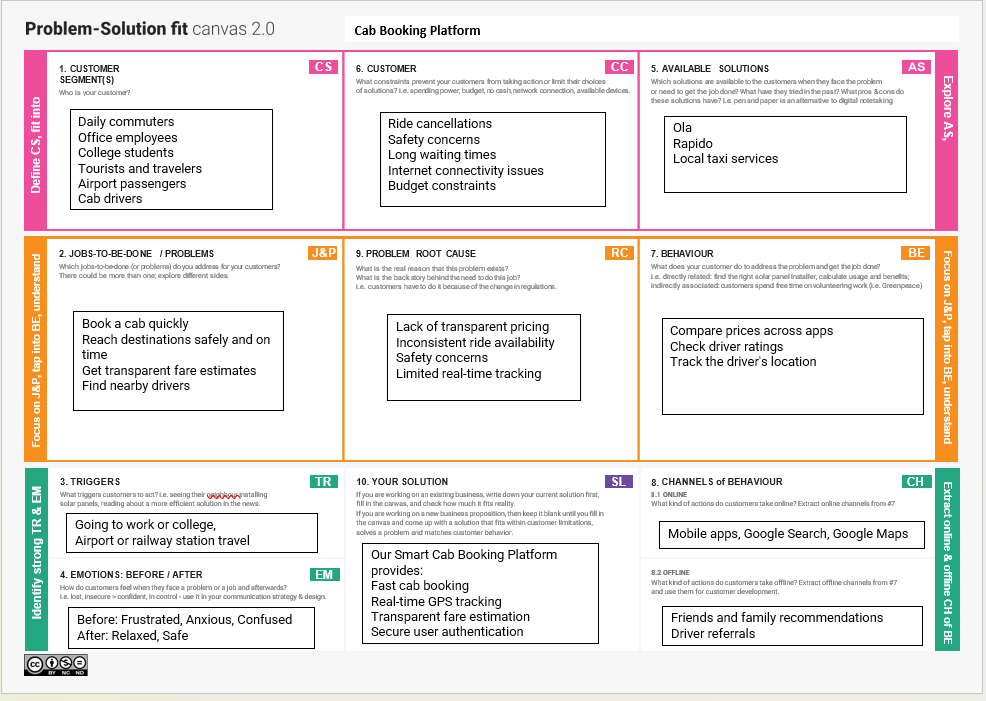 Problem-Solution fit canvas 2.0
Cab Booking Platform
Define CS, fit into
1. CUSTOMER
SEGMENT(S)
CS
Who is your customer?
Daily commuters
Office employees
College students
Tourists and travelers
Airport passengers
Cab drivers
6. CUSTOMER
CC
What constraints prevent your customers from taking action or limit their choices
of solutions? i.e. spending power, budget, no cash, network connection, available devices.
Ride cancellations
Safety concerns
Long waiting times
Internet connectivity issues
Budget constraints
5. AVAILABLE SOLUTIONS
AS
Which solutions are available to the customers when they face the problem
or need to get the job done? What have they tried in the past? What pros & cons do
these solutions have? i.e. pen and paper is an alternative to digital notetaking
Ola
Rapido
Local taxi services
Explore AS,
Focus on J&P, tap into BE, understand
2. JOBS-TO-BE-DONE / PROBLEMS
J&P
Which jobs-to-be-done (or problems) do you address for your customers?
There could be more than one; explore different sides.
Book a cab quickly
Reach destinations safely and on
time
Get transparent fare estimates
Find nearby drivers
9. PROBLEM ROOT CAUSE
RC
What is the real reason that this problem exists?
What is the back story behind the need to do this job?
i.e. customers have to do it because of the change in regulations.
Lack of transparent pricing
Inconsistent ride availability
Safety concerns
Limited real-time tracking
7. BEHAVIOUR
BE
What does your customer do to address the problem and get the job done?
i.e. directly related: find the right solar panel installer, calculate usage and benefits;
indirectly associated: customers spend free time on volunteering work (i.e. Greenpeace)
Compare prices across apps
Check driver ratings
Track the driver's location
Focus on J&P, tap into BE, understand
Identify strong TR & EM
3. TRIGGERS
TR
What triggers customers to act? i.e. seeing their neighbour installing
solar panels, reading about a more efficient solution in the news.
Going to work or college,
Airport or railway station travel
4. EMOTIONS: BEFORE / AFTER
EM
How do customers feel when they face a problem or a job and afterwards?
i.e. lost, insecure > confident, in control - use it in your communication strategy & design.
Before: Frustrated, Anxious, Confused
After: Relaxed, Safe
10. YOUR SOLUTION
SL
If you are working on an existing business, write down your current solution first,
fill in the canvas, and check how much it fits reality.
If you are working on a new business proposition, then keep it blank until you fill in
the canvas and come up with a solution that fits within customer limitations,
solves a problem and matches customer behavior.
Our Smart Cab Booking Platform
provides:
Fast cab booking
Real-time GPS tracking
Transparent fare estimation
Secure user authentication
8. CHANNELS of BEHAVIOUR
CH
8.1 ONLINE
What kind of actions do customers take online? Extract online channels from #7
Mobile apps, Google Search, Google Maps
8.2 OFFLINE
What kind of actions do customers take offline? Extract offline channels from #7
and use them for customer development.
Friends and family recommendations
Driver referrals
Extract online & offline CH of BE
cc
BY NC ND